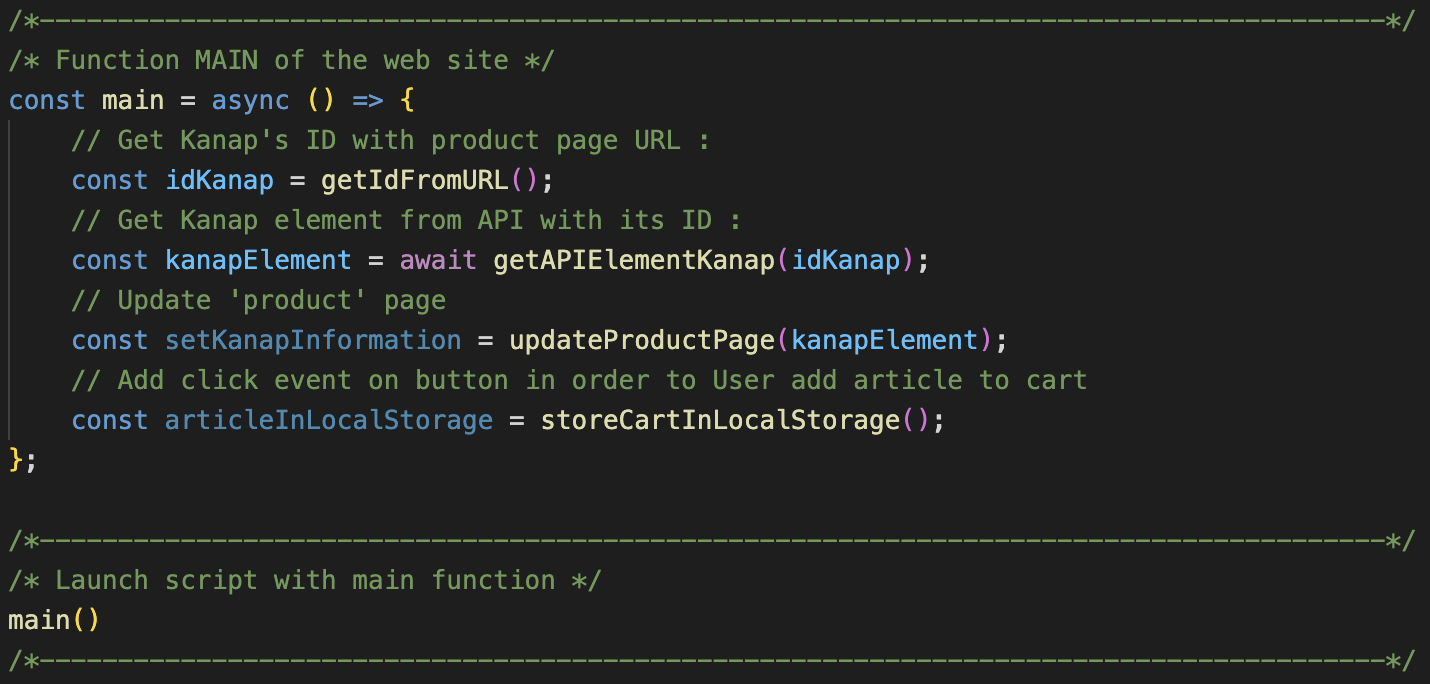 /*--------------------------------------------------------------------------------------*/
/* Function MAIN of the web site */
const main = async () => {
    // Get Kanap's ID with product page URL :
    const idKanap = getIdFromURL();
    // Get Kanap element from API with its ID :
    const kanapElement = await getAPIElementKanap(idKanap);
    // Update 'product' page
    const setKanapInformation = updateProductPage(kanapElement);
    // Add click event on button in order to User add article to cart
    const articleInLocalStorage = storeCartInLocalStorage();
};
/*--------------------------------------------------------------------------------------*/
/* Launch script with main function */
main()
/*--------------------------------------------------------------------------------------*/